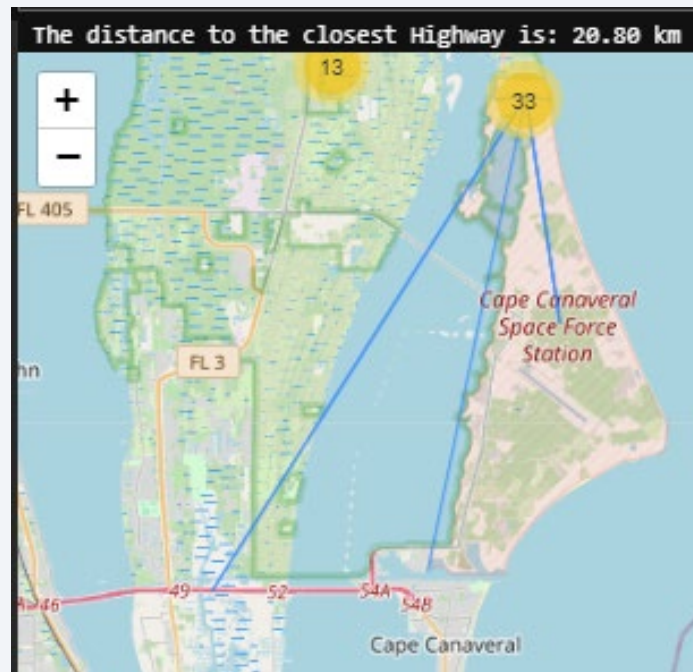 The distance to the closest Highway is: 20.80 km
13
33
+
−
FL 405
Cape Canaveral
Space Force
Station
FL 3
hn
49
52
54A
54B
A
46
Cape Canaveral